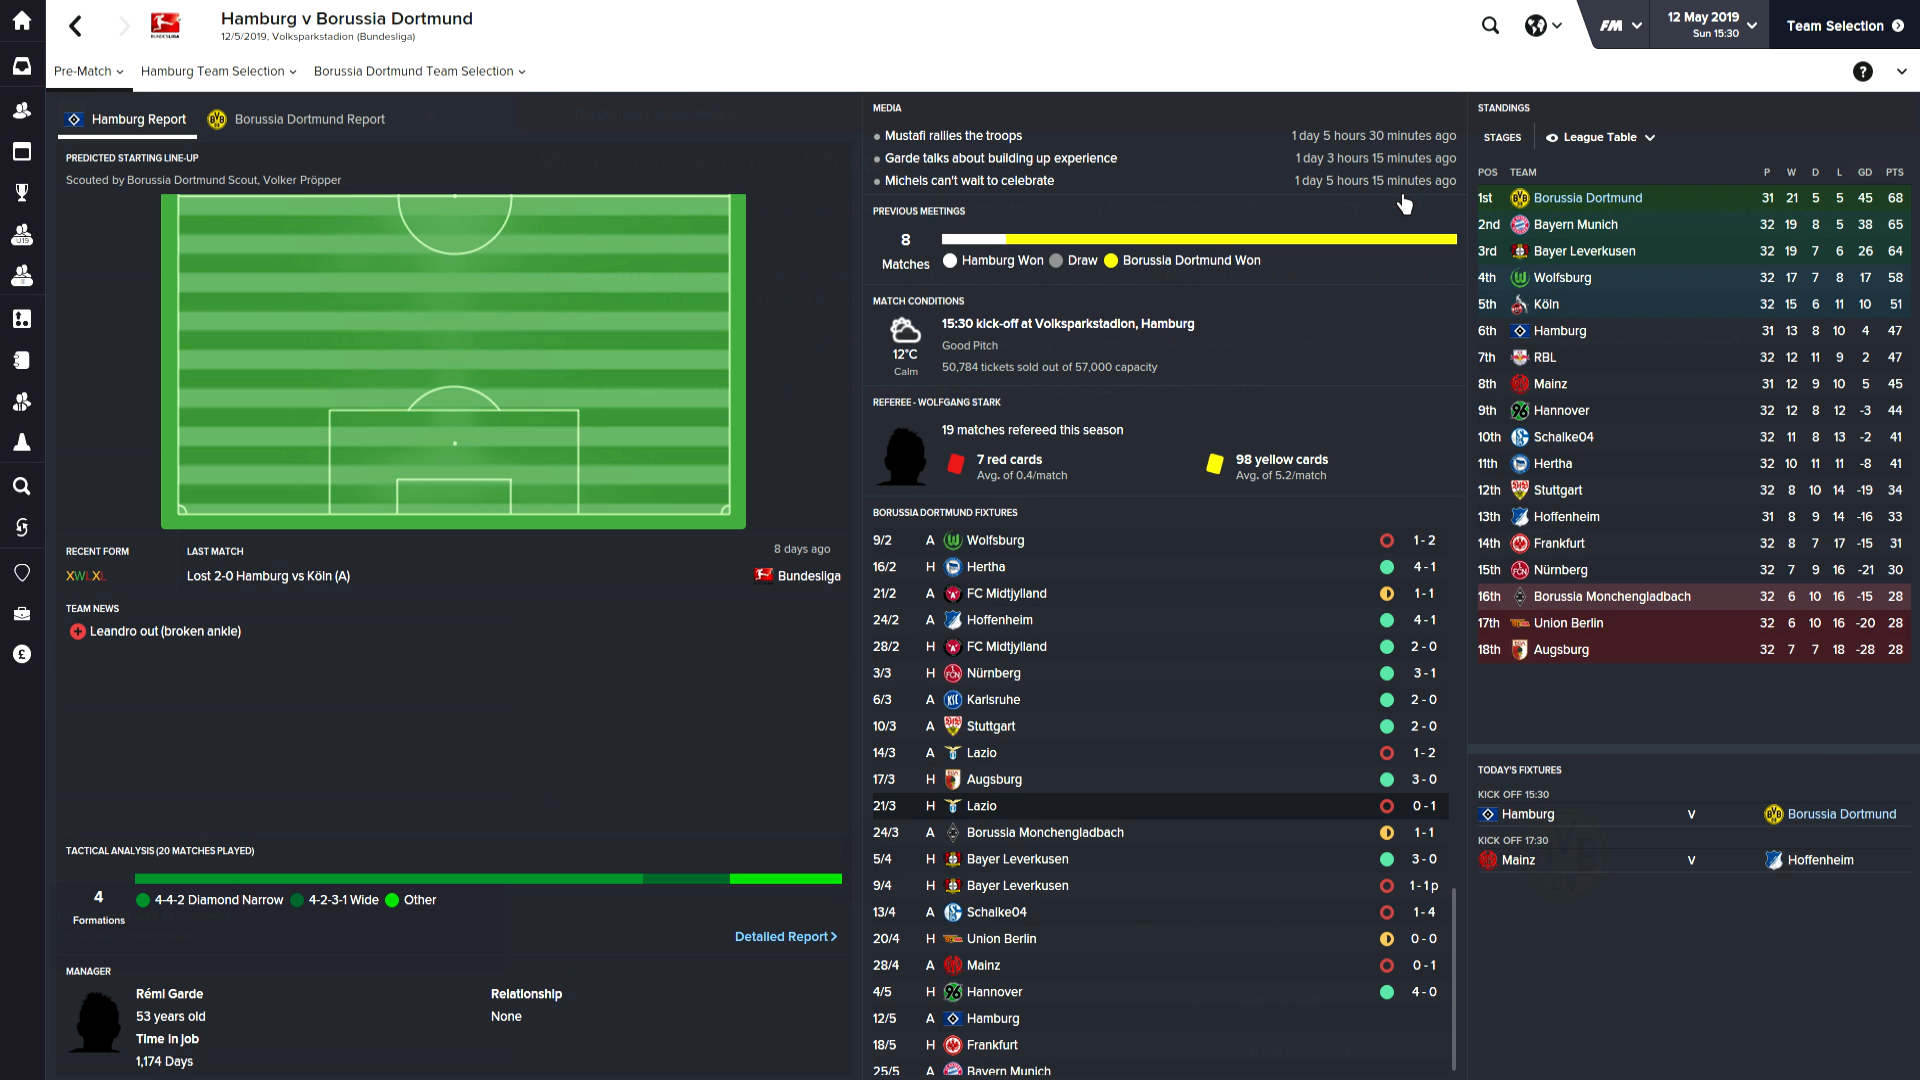 Hamburg v Borussia Dortmund
12/5/2019, Volksparkstadion (Bundesliga)
FM
12 May 2019
Sun 15:30
Team Selection
Pre-Match
Hamburg Team Selection
Borussia Dortmund Team Selection
Hamburg Report
Borussia Dortmund Report
PREDICTED STARTING LINE-UP
Scouted by Borussia Dortmund Scout, Volker Pröpper
RECENT FORM
LAST MATCH
8 days ago
XWLXL
Lost 2-0 Hamburg vs Köln (A)
Bundesliga
TEAM NEWS
Leandro out (broken ankle)
TACTICAL ANALYSIS (20 MATCHES PLAYED)
4
Formations
4-4-2 Diamond Narrow
4-2-3-1 Wide
Other
Detailed Report >
MANAGER
Rémi Garde
53 years old
Time in job
1,174 Days
Relationship
None
MEDIA
Mustafi rallies the troops 1 day 5 hours 30 minutes ago
Garde talks about building up experience 1 day 3 hours 15 minutes ago
Michels can't wait to celebrate 1 day 5 hours 15 minutes ago
PREVIOUS MEETINGS
8
Matches
Hamburg Won
Draw
Borussia Dortmund Won
MATCH CONDITIONS
12°C
Calm
15:30 kick-off at Volksparkstadion, Hamburg
Good Pitch
50,784 tickets sold out of 57,000 capacity
REFEREE - WOLFGANG STARK
19 matches refereed this season
7 red cards
Avg. of 0.4/match
98 yellow cards
Avg. of 5.2/match
BORUSSIA DORTMUND FIXTURES
9/2 A Wolfsburg 1 - 2
16/2 H Hertha 4 - 1
21/2 A FC Midtjylland 1 - 1
24/2 A Hoffenheim 4 - 1
28/2 H FC Midtjylland 2 - 0
3/3 H Nürnberg 3 - 1
6/3 A Karlsruhe 2 - 0
10/3 A Stuttgart 2 - 0
14/3 A Lazio 1 - 2
17/3 H Augsburg 3 - 0
21/3 H Lazio 0 - 1
24/3 A Borussia Monchengladbach 1 - 1
5/4 H Bayer Leverkusen 3 - 0
9/4 H Bayer Leverkusen 1 - 1 p
13/4 A Schalke04 1 - 4
20/4 H Union Berlin 0 - 0
28/4 A Mainz 0 - 1
4/5 H Hannover 4 - 0
12/5 A Hamburg
18/5 H Frankfurt
25/5 A Bayern Munich
STANDINGS
STAGES
League Table
POS TEAM P W D L GD PTS
1st Borussia Dortmund 31 21 5 5 45 68
2nd Bayern Munich 32 19 8 5 38 65
3rd Bayer Leverkusen 32 19 7 6 26 64
4th Wolfsburg 32 17 7 8 17 58
5th Köln 32 15 6 11 10 51
6th Hamburg 31 13 8 10 4 47
7th RBL 32 12 11 9 2 47
8th Mainz 31 12 9 10 5 45
9th Hannover 32 12 8 12 -3 44
10th Schalke04 32 11 8 13 -2 41
11th Hertha 32 10 11 11 -8 41
12th Stuttgart 32 8 10 14 -19 34
13th Hoffenheim 31 8 9 14 -16 33
14th Frankfurt 32 8 7 17 -15 31
15th Nürnberg 32 7 9 16 -21 30
16th Borussia Monchengladbach 32 6 10 16 -15 28
17th Union Berlin 32 6 10 16 -20 28
18th Augsburg 32 7 7 18 -28 28
TODAY'S FIXTURES
KICK OFF 15:30
Hamburg v Borussia Dortmund
KICK OFF 17:30
Mainz v Hoffenheim